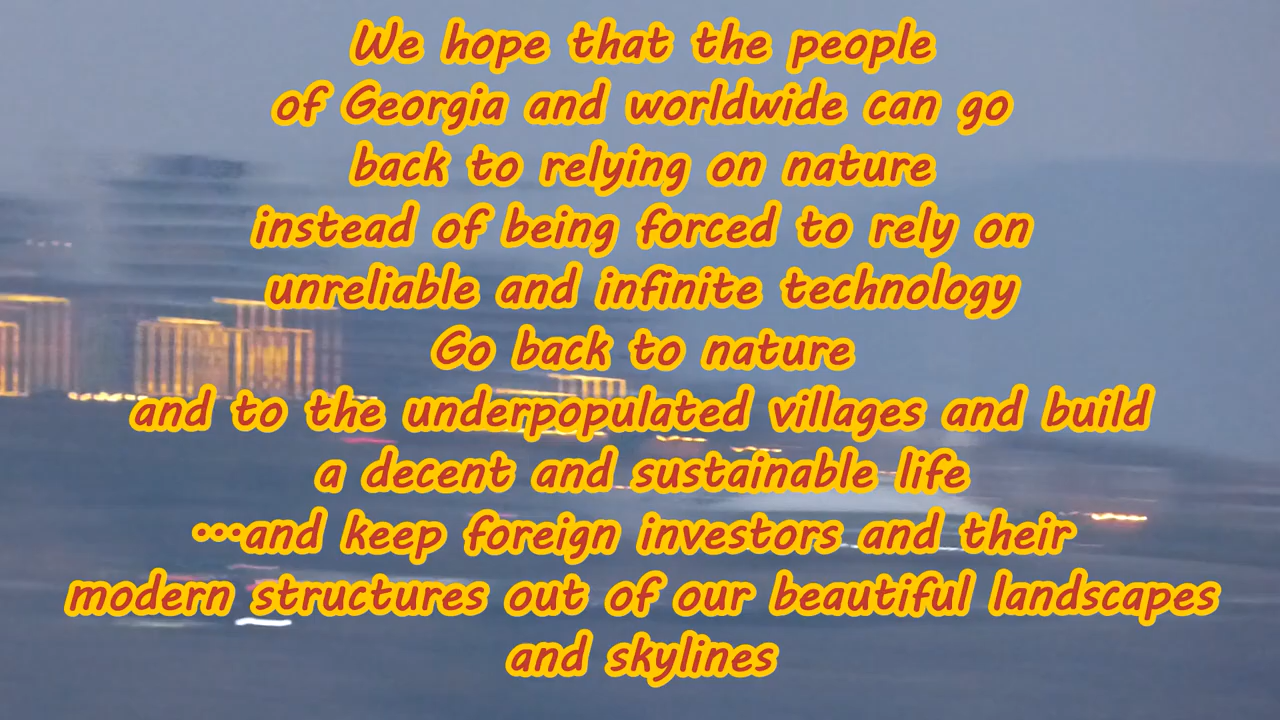 We hope that the people
of Georgia and worldwide can go
back to relying on nature
instead of being forced to rely on
unreliable and infinite technology
Go back to nature
and to the underpopulated villages and build
a decent and sustainable life
...and keep foreign investors and their
modern structures out of our beautiful landscapes
and skylines